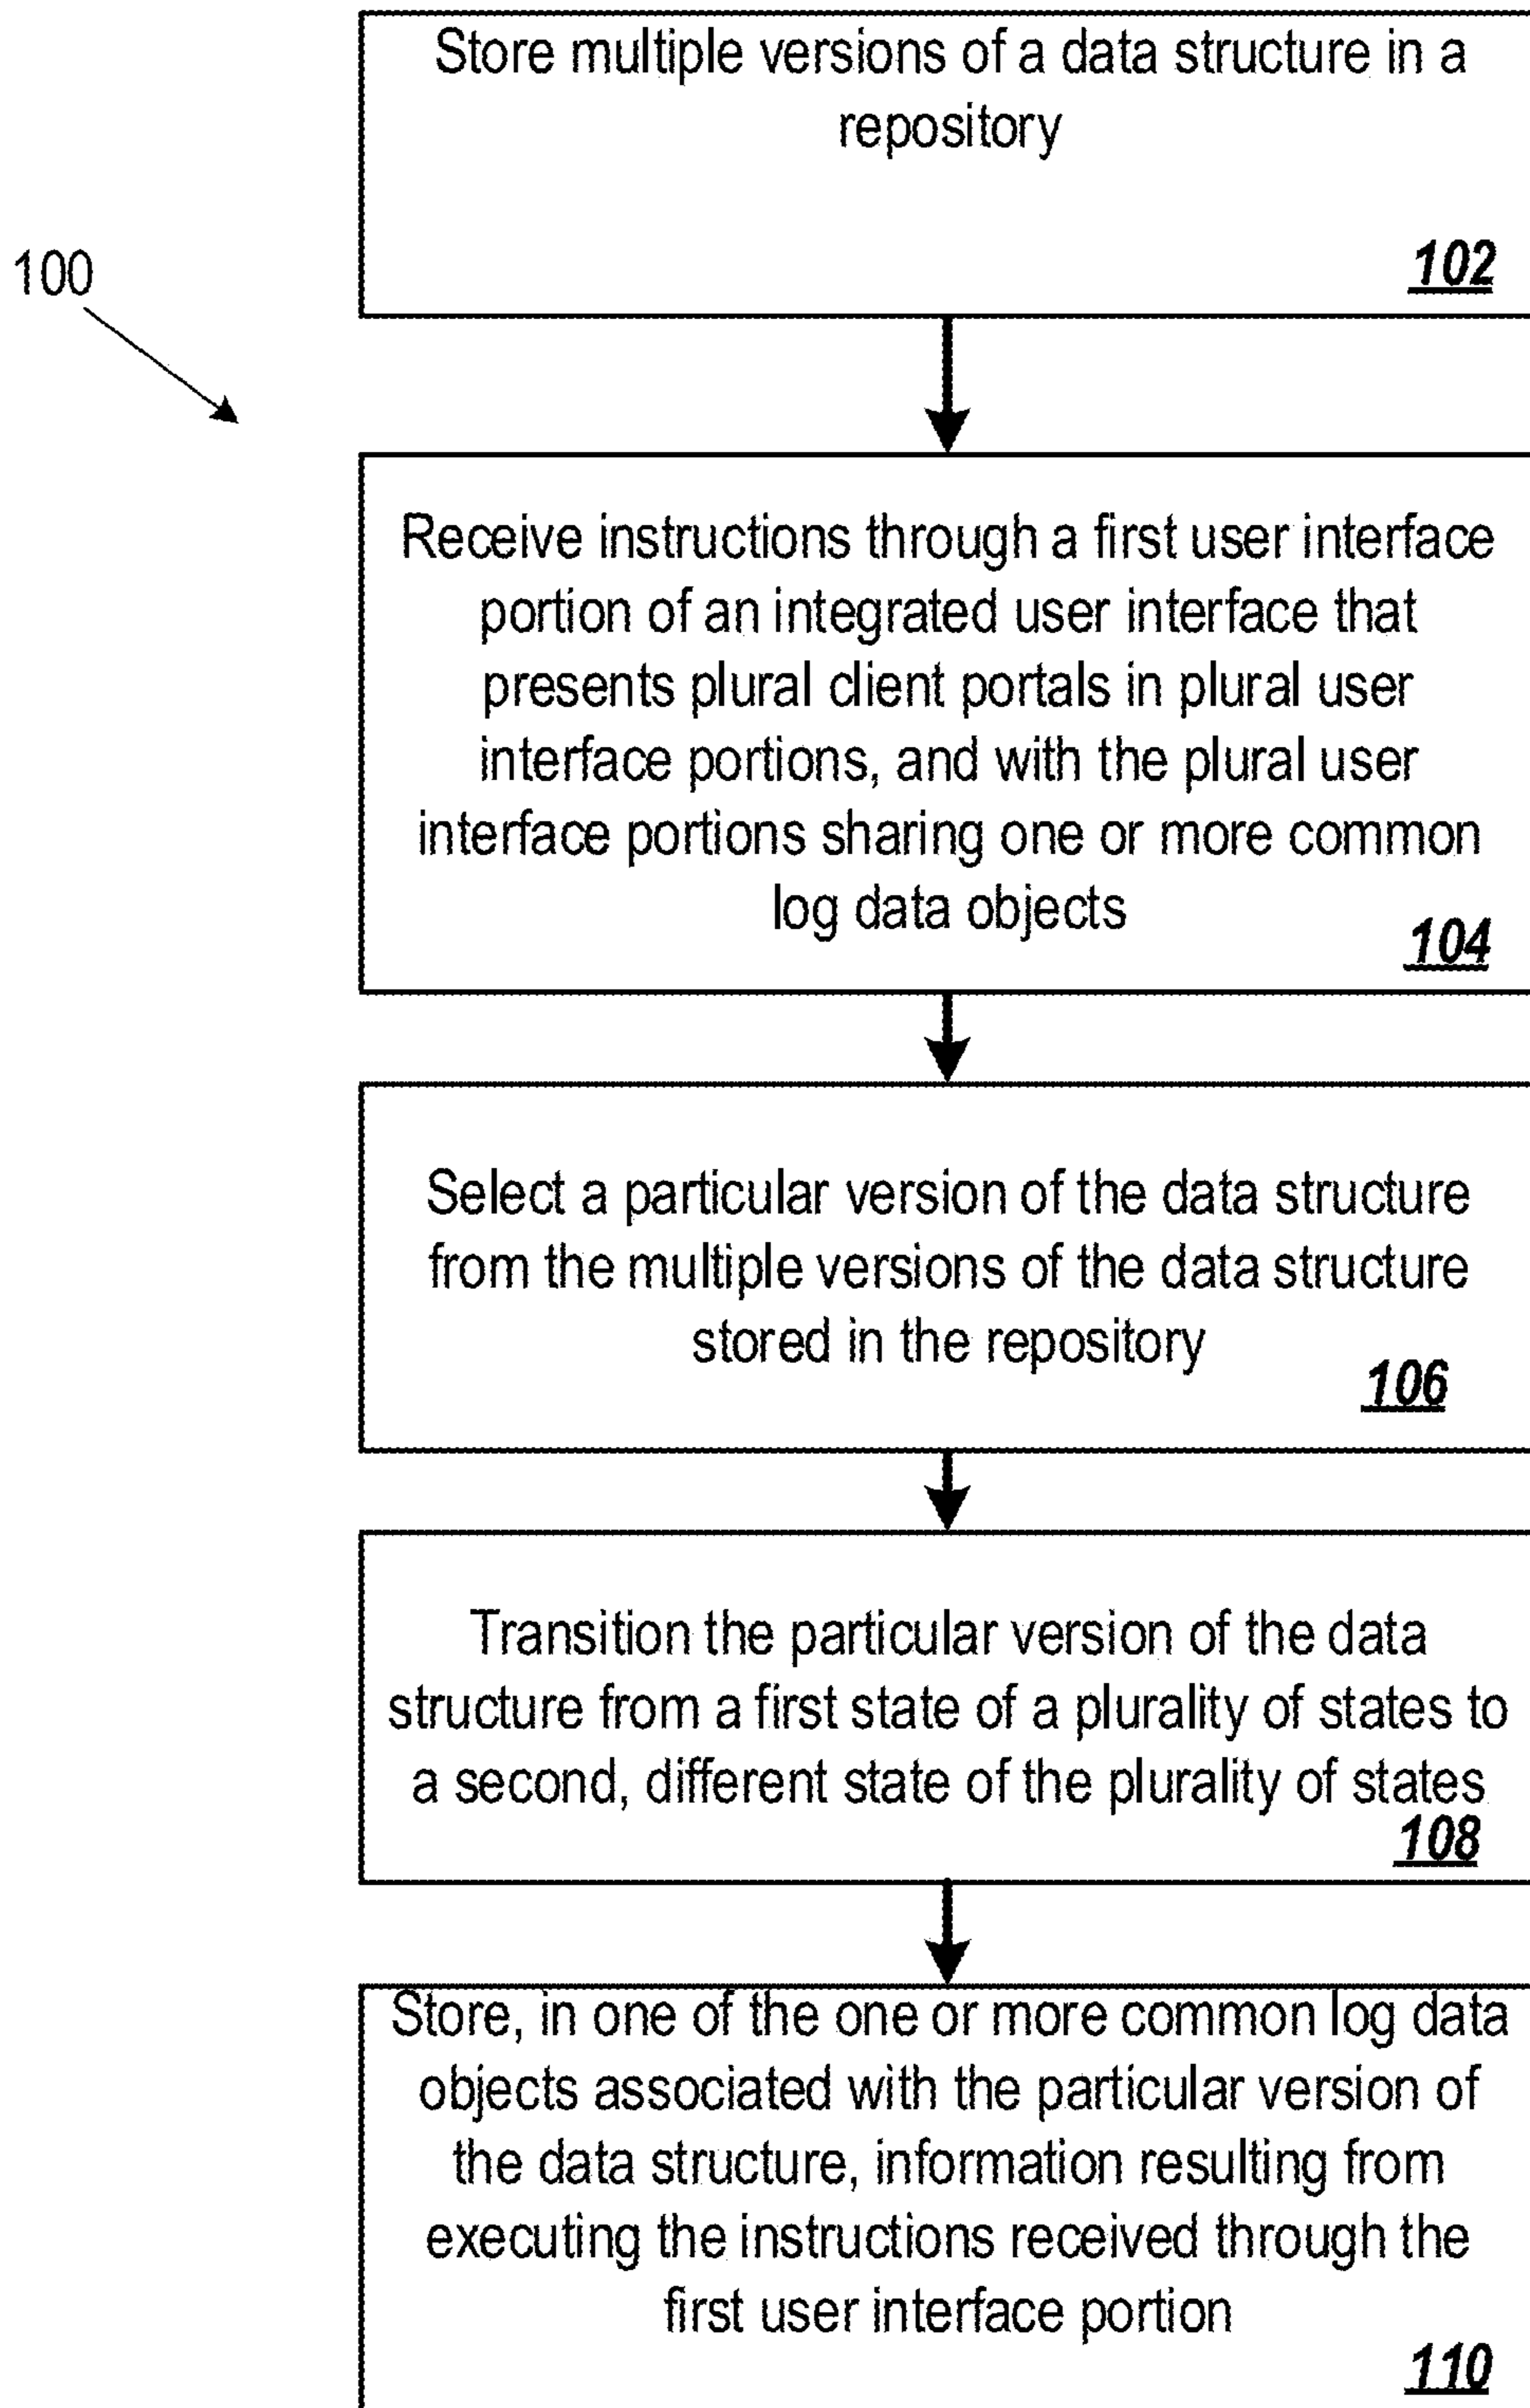 Store multiple versions of a data structure in a
repository
102
100
Receive instructions through a first user interface
portion of an integrated user interface that
presents plural client portals in plural user
interface portions, and with the plural user
interface portions sharing one or more common
log data objects
104
Select a particular version of the data structure
from the multiple versions of the data structure
stored in the repository
106
Transition the particular version of the data
structure from a first state of a plurality of states to
a second, different state of the plurality of states
108
Store, in one of the one or more common log data
objects associated with the particular version of
the data structure, information resulting from
executing the instructions received through the
first user interface portion
110